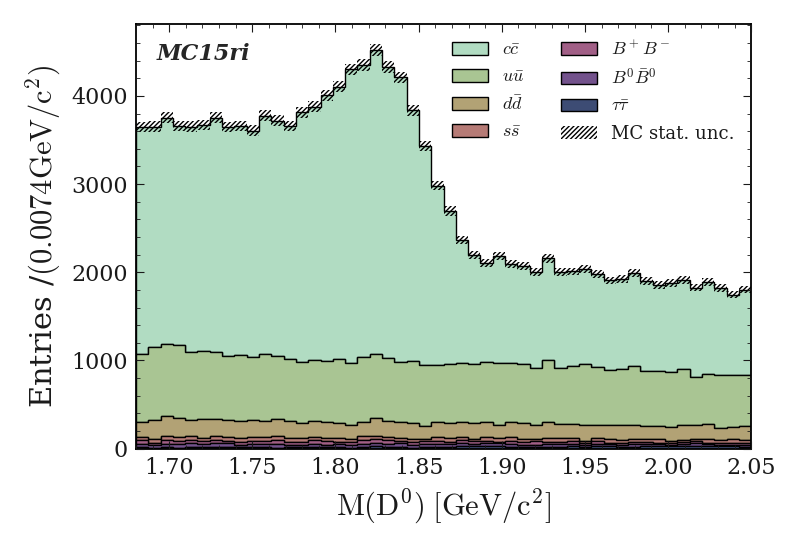 MC15ri
cc̄
uū
dd̄
ss̄
B⁺B⁻
B⁰B̄⁰
ττ̄
MC stat. unc.
Entries /(0.0074GeV/c²)
4000
3000
2000
1000
0
1.70 1.75 1.80 1.85 1.90 1.95 2.00 2.05
M(D⁰) [GeV/c²]